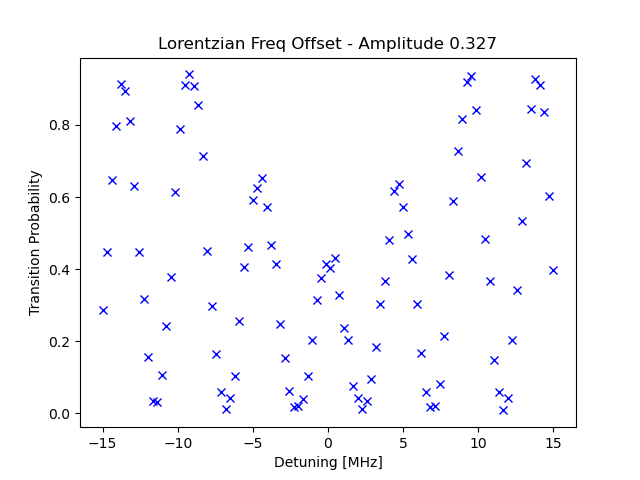 Lorentzian Freq Offset - Amplitude 0.327
Transition Probability
0.8
0.6
0.4
0.2
0.0
−15 −10 −5 0 5 10 15
Detuning [MHz]